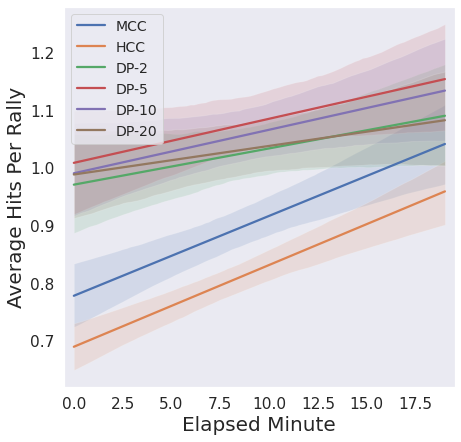 MCC
HCC
DP-2
DP-5
DP-10
DP-20
1.2
1.1
1.0
0.9
0.8
0.7
Average Hits Per Rally
0.0 2.5 5.0 7.5 10.0 12.5 15.0 17.5
Elapsed Minute